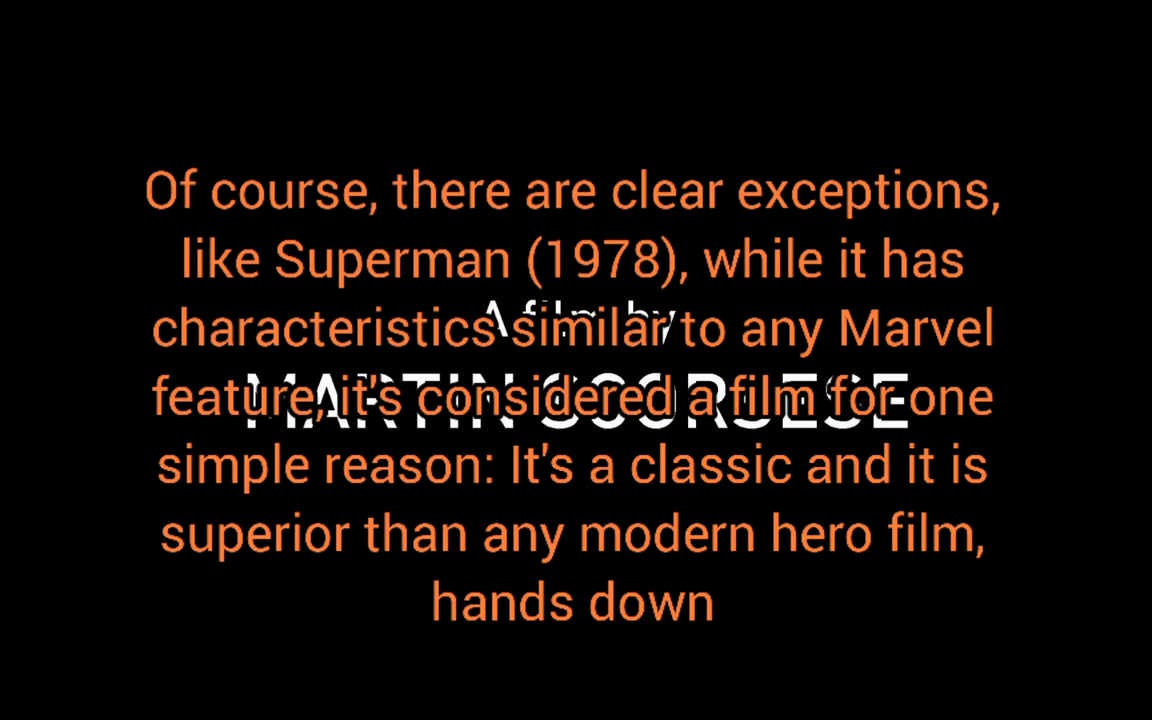 Of course, there are clear exceptions,
like Superman (1978), while it has
A film by
characteristics similar to any Marvel
MARTIN SCORSESE
feature, it's considered a film for one
simple reason: It's a classic and it is
superior than any modern hero film,
hands down